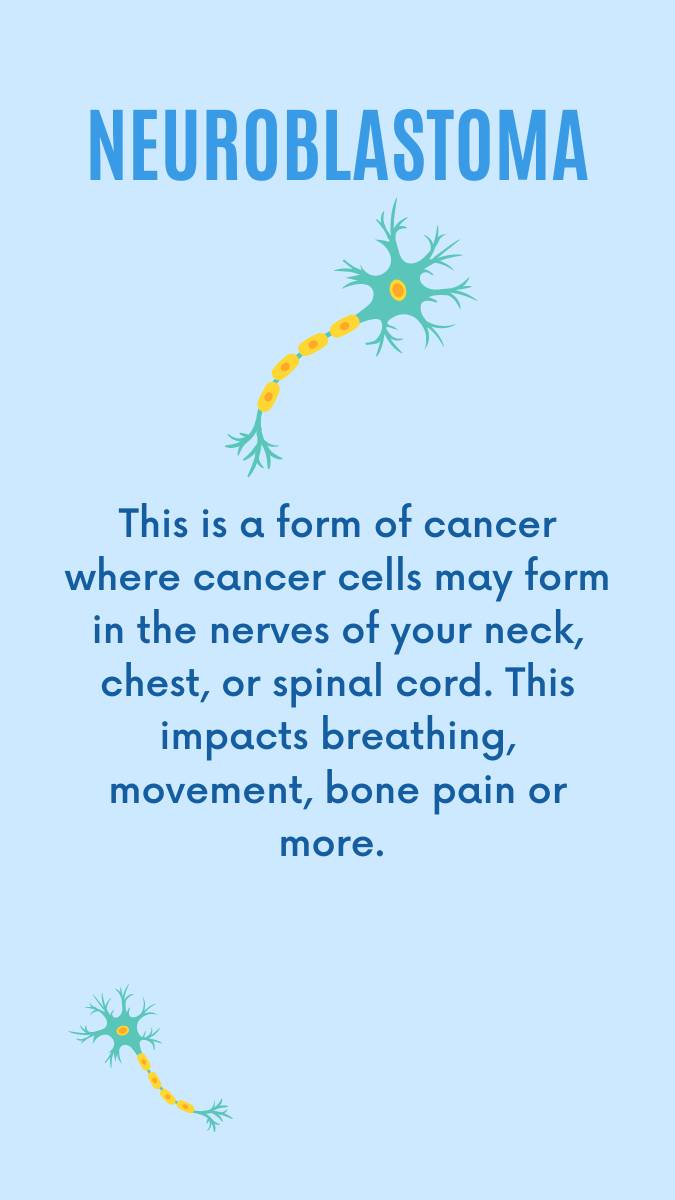 NEUROBLASTOMA
This is a form of cancer
where cancer cells may form
in the nerves of your neck,
chest, or spinal cord. This
impacts breathing,
movement, bone pain or
more.